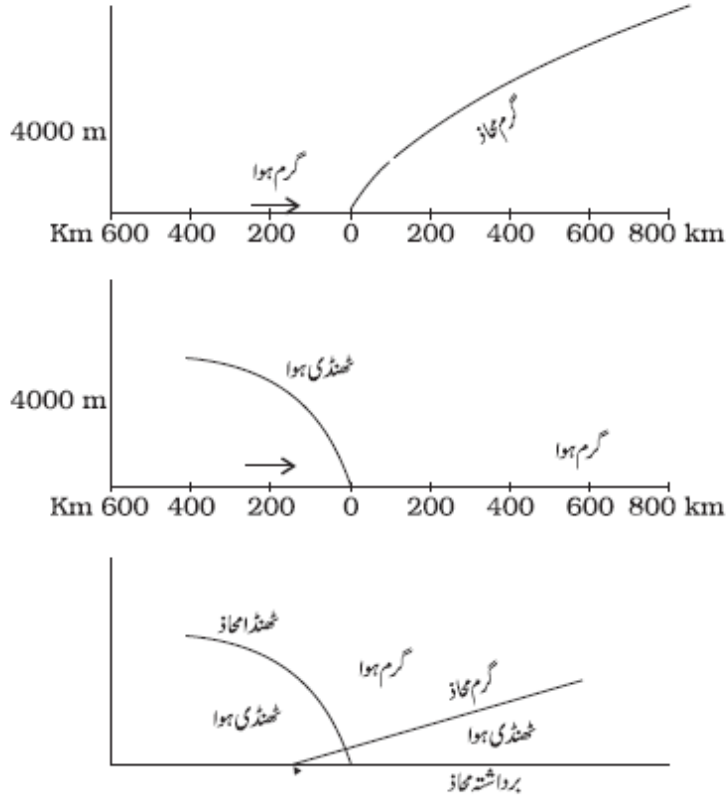 4000 m
گرم محاذ
گرم ہوا
Km 600 400 200 0 200 400 600 800 km
ٹھنڈی ہوا
4000 m
گرم ہوا
Km 600 400 200 0 200 400 600 800 km
ٹھنڈا محاذ
گرم ہوا
گرم محاذ
ٹھنڈی ہوا
ٹھنڈی ہوا
برداشتہ محاذ